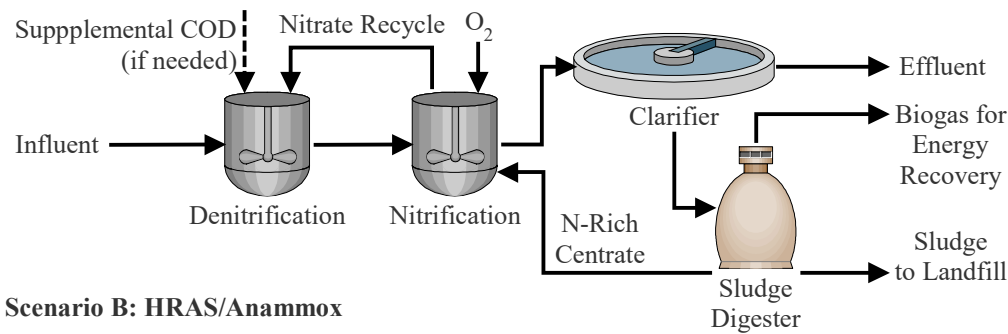 Suppplemental COD
(if needed)
Nitrate Recycle
O2
Influent
Denitrification
Nitrification
Clarifier
Effluent
Biogas for
Energy
Recovery
N-Rich
Centrate
Sludge
Digester
Sludge
to Landfill
Scenario B: HRAS/Anammox